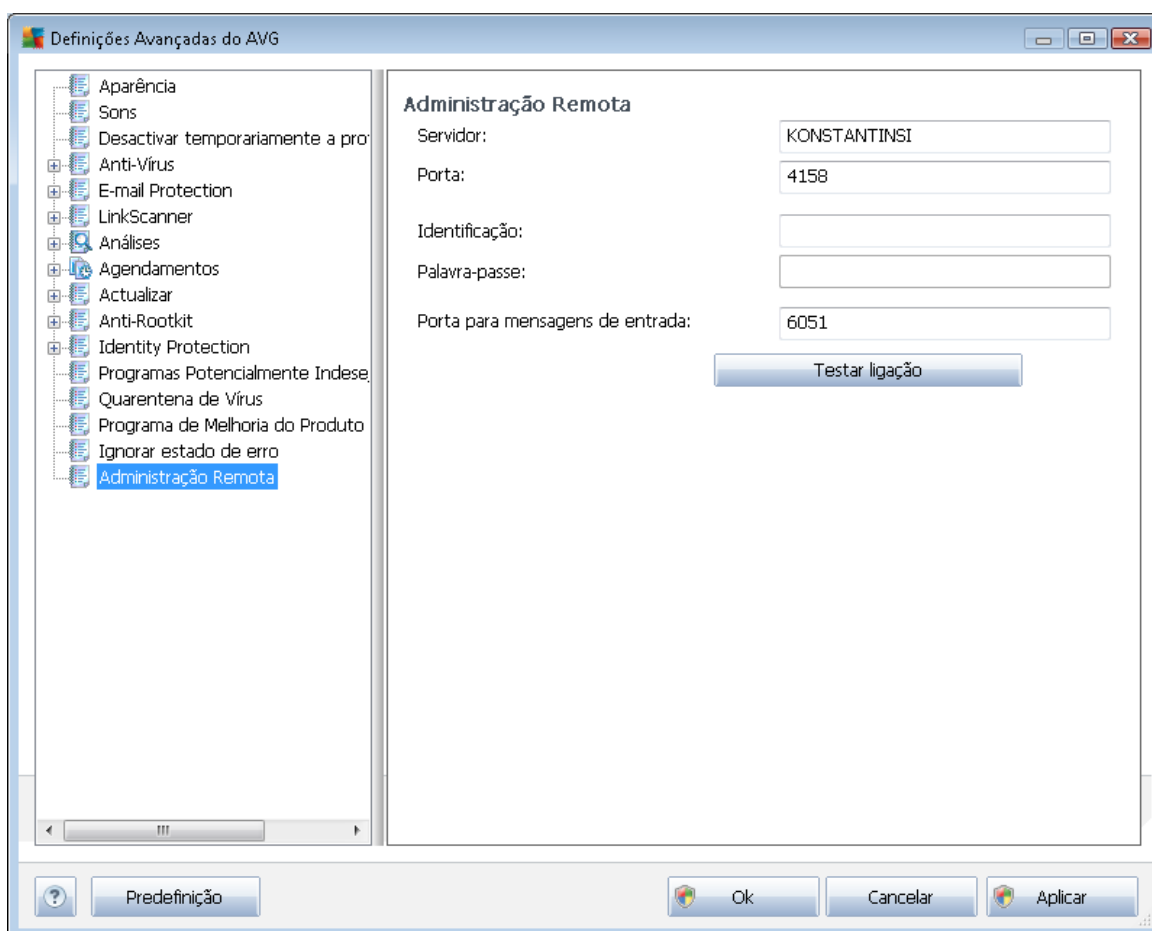 Definições Avançadas do AVG
Aparência
Sons
Desactivar temporariamente a pro
Anti-Vírus
E-mail Protection
LinkScanner
Análises
Agendamentos
Actualizar
Anti-Rootkit
Identity Protection
Programas Potencialmente Indese
Quarentena de Vírus
Programa de Melhoria do Produto
Ignorar estado de erro
Administração Remota
Administração Remota
Servidor: KONSTANTINSI
Porta: 4158
Identificação:
Palavra-passe:
Porta para mensagens de entrada: 6051
Testar ligação
? Predefinição Ok Cancelar Aplicar